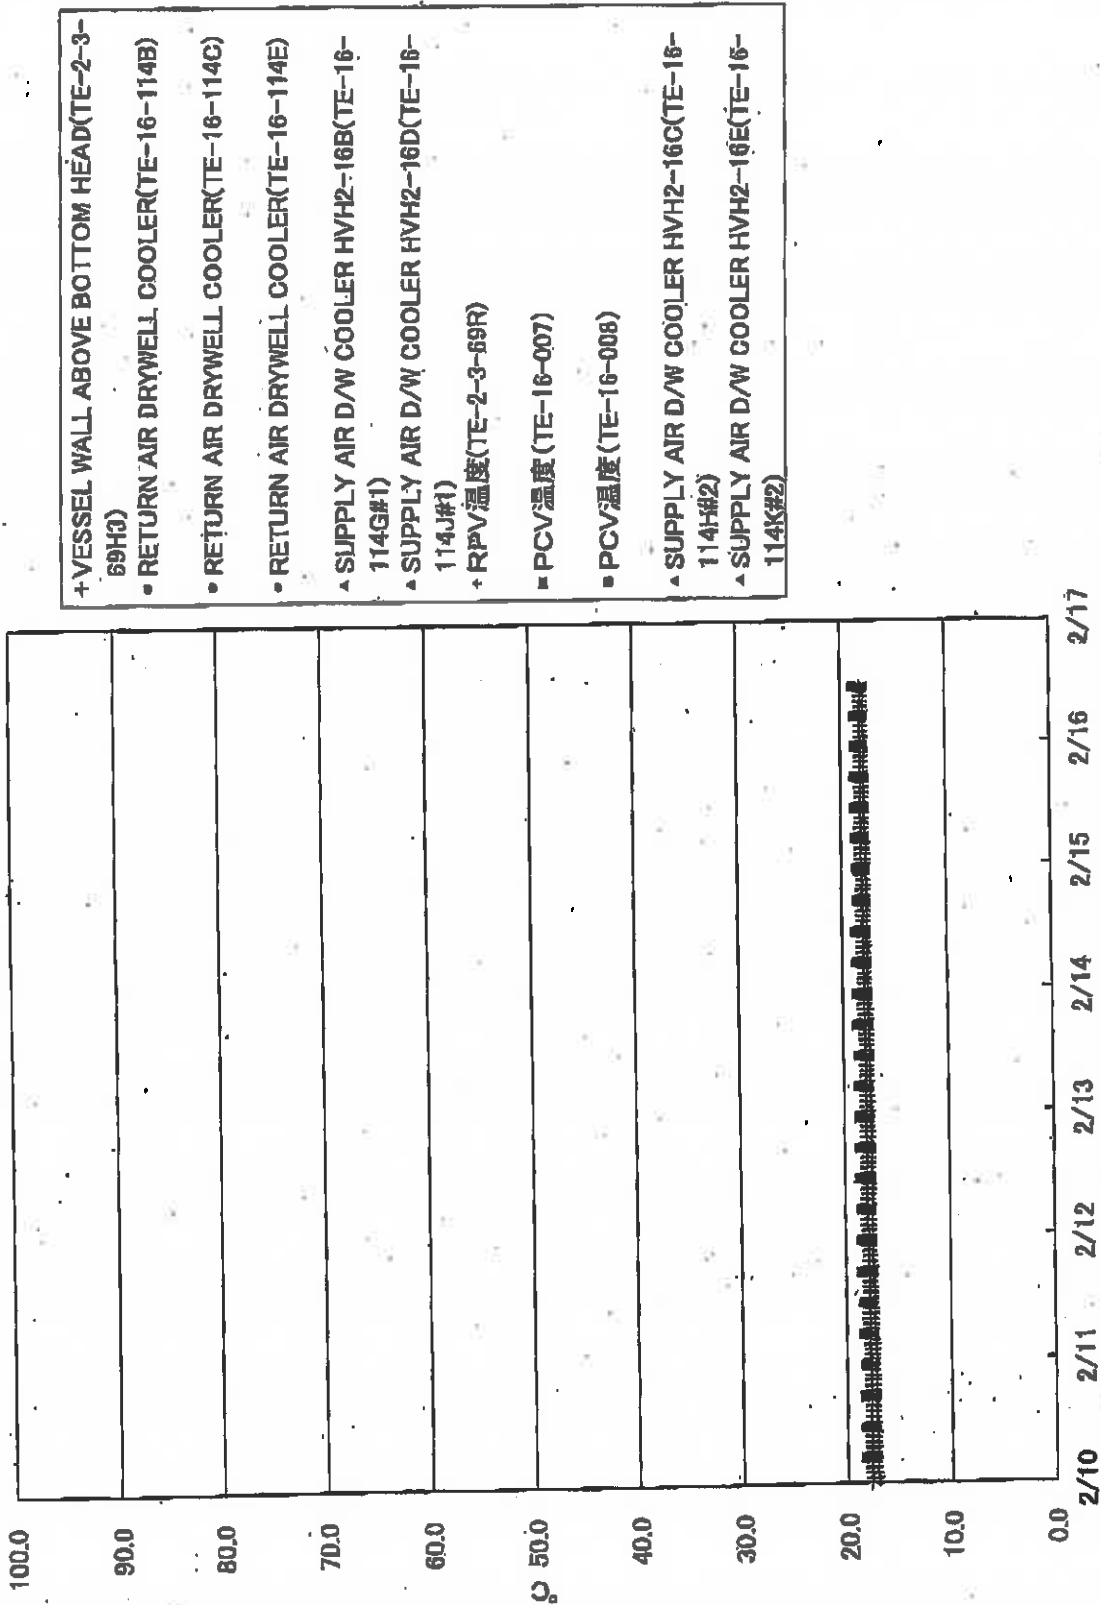 100.0
90.0
80.0
70.0
60.0
℃ 50.0
40.0
30.0
20.0
10.0
0.0
2/10 2/11 2/12 2/13 2/14 2/15 2/16 2/17
+VESSEL WALL ABOVE BOTTOM HEAD(TE-2-3-
69H3)
• RETURN AIR DRYWELL COOLER(TE-16-114B)
• RETURN AIR DRYWELL COOLER(TE-16-114C)
• RETURN AIR DRYWELL COOLER(TE-16-114E)
▲ SUPPLY AIR D/W COOLER HVH2-16B(TE-16-
114G#1)
▲ SUPPLY AIR D/W COOLER HVH2-16D(TE-16-
114J#1)
+ RPV温度(TE-2-3-69R)
■ PCV温度(TE-16-007)
■ PCV温度(TE-16-008)
▲ SUPPLY AIR D/W COOLER HVH2-16C(TE-16-
114H#2)
▲ SUPPLY AIR D/W COOLER HVH2-16E(TE-16-
114K#2)